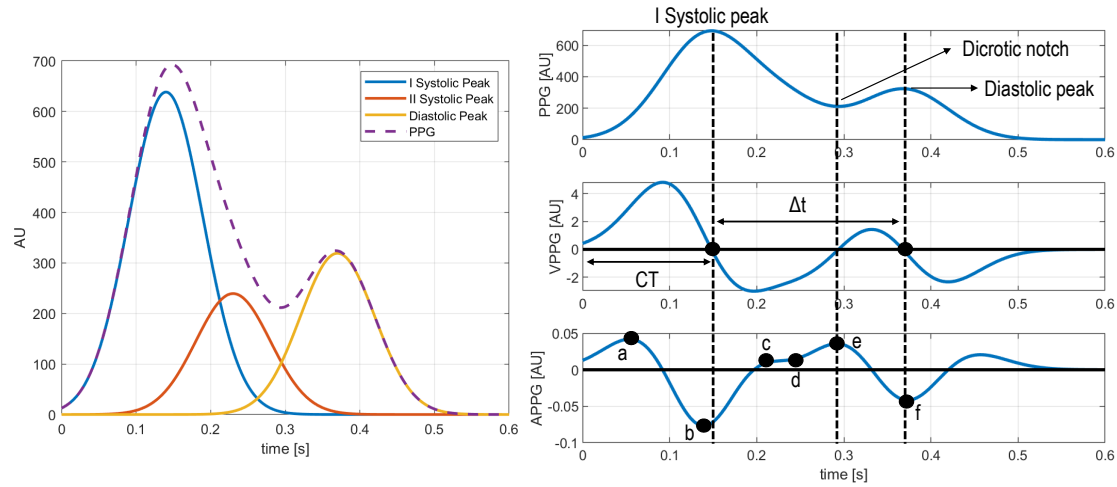 700
600
500
400
300
200
100
0
AU
0
0.1
0.2
0.3
0.4
0.5
0.6
time [s]
I Systolic Peak
II Systolic Peak
Diastolic Peak
PPG
I Systolic peak
600
400
200
0
PPG [AU]
Dicrotic notch
Diastolic peak
0
0.1
0.2
0.3
0.4
0.5
0.6
4
2
0
-2
VPPG [AU]
Δt
CT
0
0.1
0.2
0.3
0.4
0.5
0.6
0.05
0
-0.05
-0.1
APPG [AU]
a
b
c
d
e
f
0
0.1
0.2
0.3
0.4
0.5
0.6
time [s]